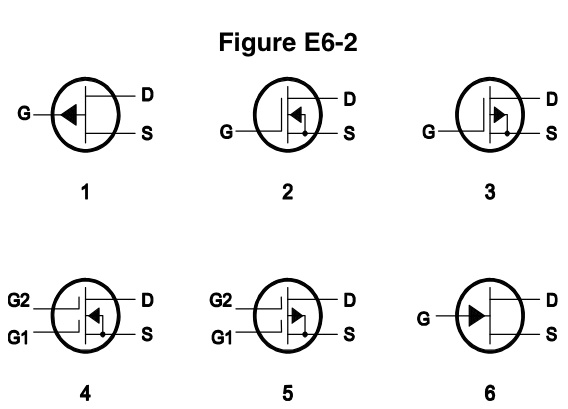 Figure E6-2
G D S
1
G D S
2
G D S
3
G2 G1 D S
4
G2 G1 D S
5
G D S
6